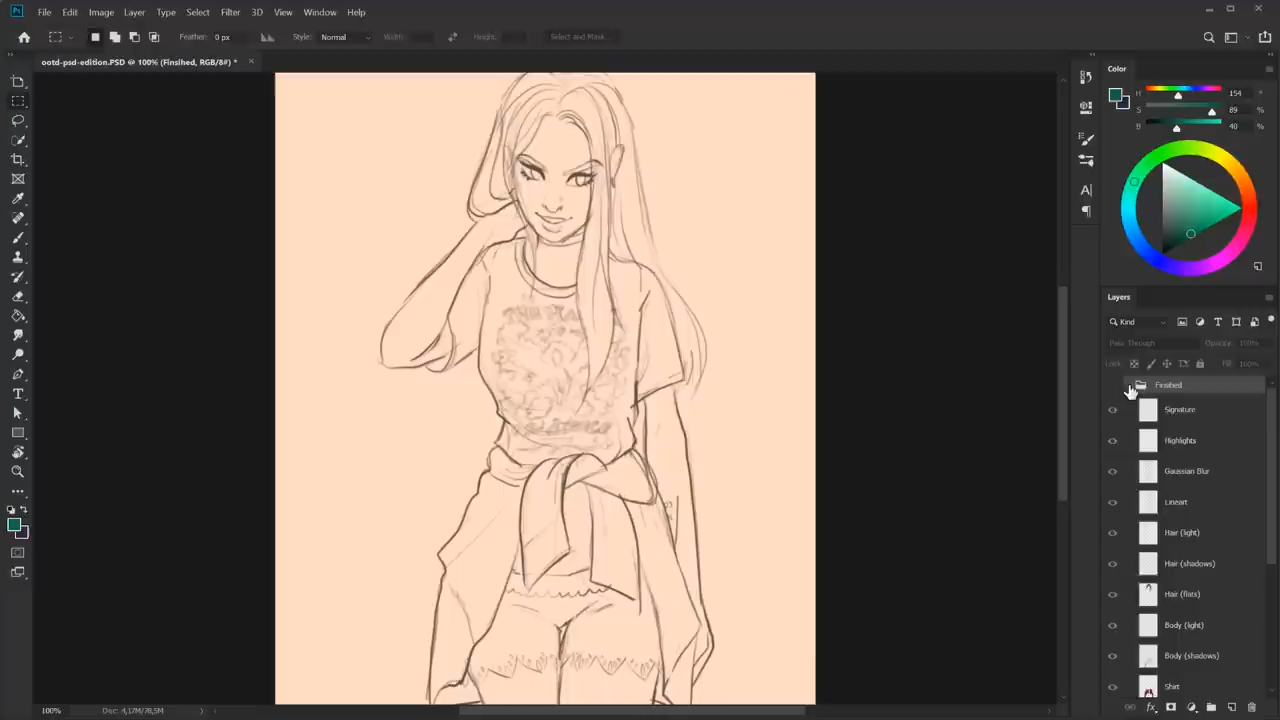 Ps File Edit Image Layer Type Select Filter 3D View Window Help
Feather: 0 px Style: Normal Width: Height: Select and Mask...
ootd-psd-edition.PSD @ 100% (Finsihed, RGB/8#) *
Color
H 154 °
S 89 %
B 40 %
Layers
Kind
Pass Through Opacity: 100%
Lock: Fill: 100%
Finsihed
Signature
Highlights
Gaussian Blur
Lineart
Hair (light)
Hair (shadows)
Hair (flats)
Body (light)
Body (shadows)
Shirt
100% Doc: 4,17M/78,5M